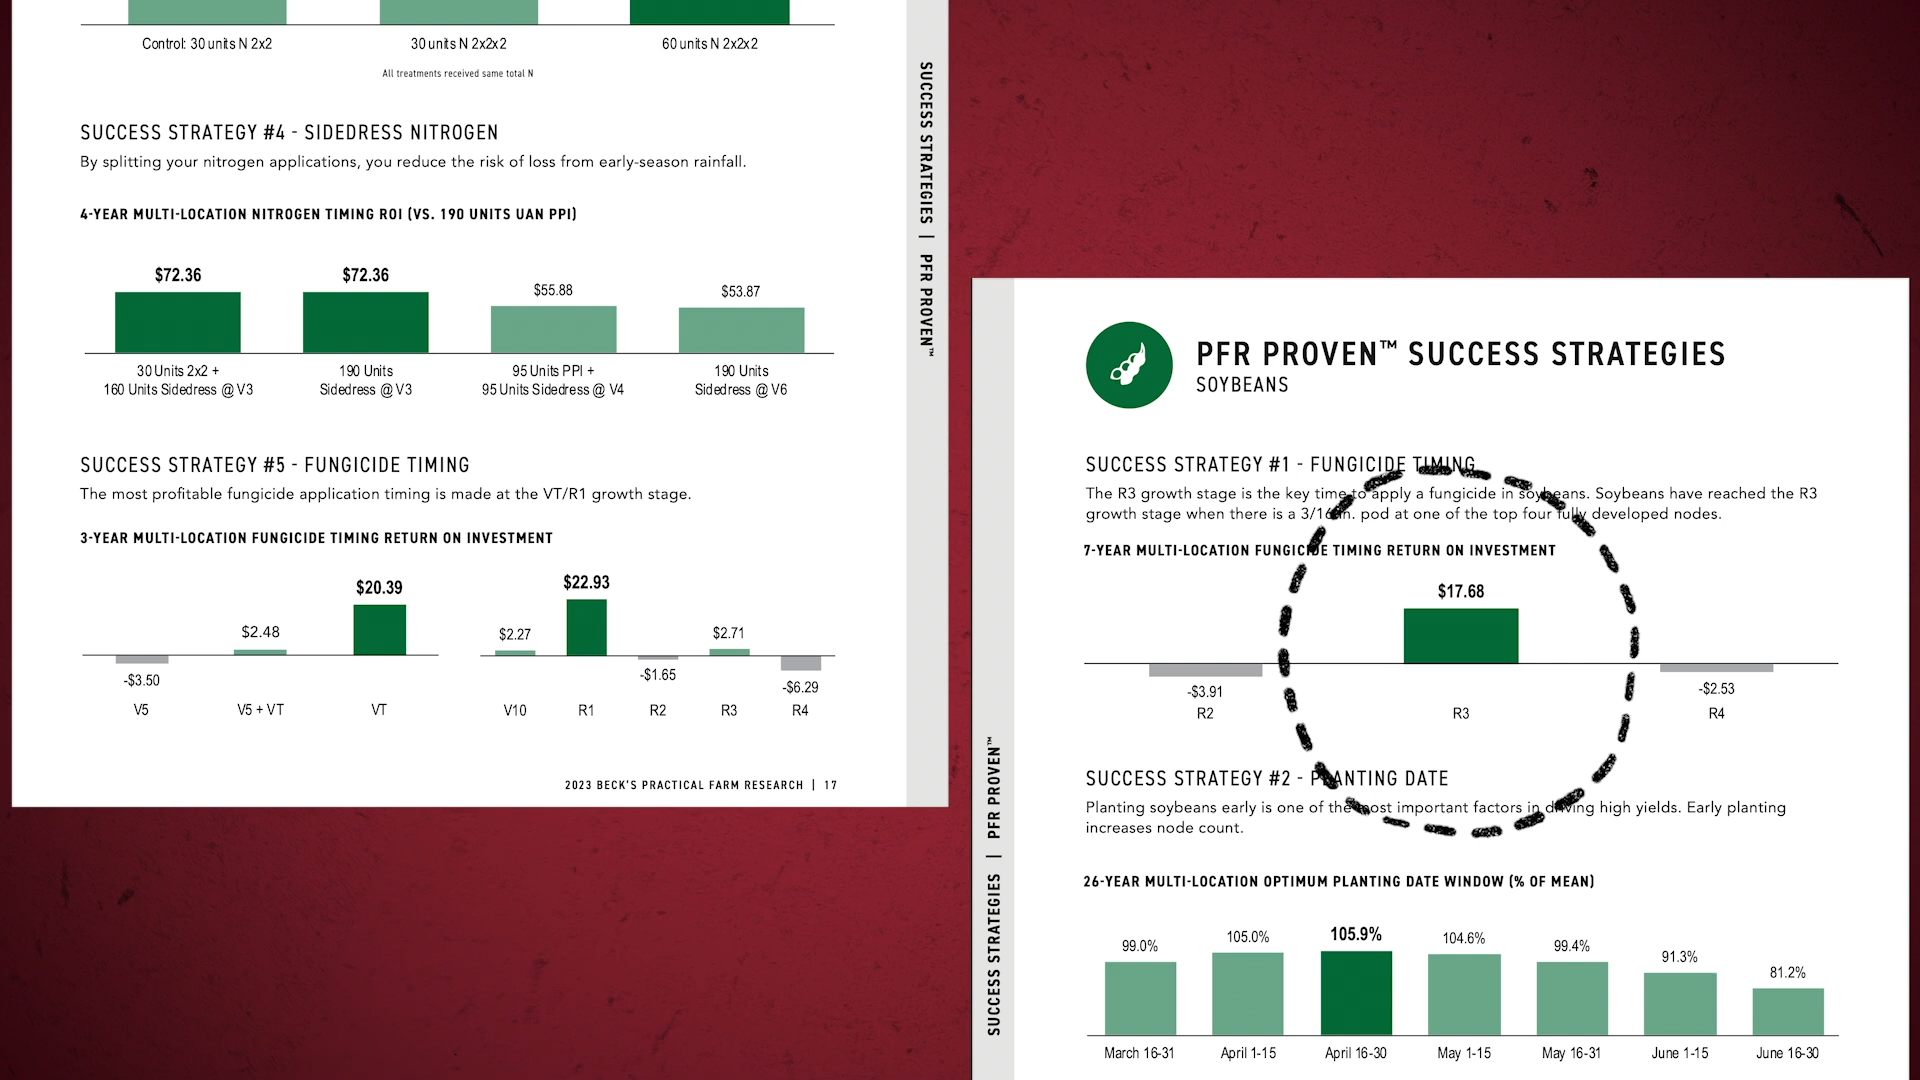 Control: 30 units N 2x2
30 units N 2x2x2
60 units N 2x2x2
All treatments received same total N
SUCCESS STRATEGY #4 - SIDEDRESS NITROGEN
By splitting your nitrogen applications, you reduce the risk of loss from early-season rainfall.
4-YEAR MULTI-LOCATION NITROGEN TIMING ROI (VS. 190 UNITS UAN PPI)
$72.36
$72.36
$55.88
$53.87
30 Units 2x2 +
160 Units Sidedress @ V3
190 Units
Sidedress @ V3
95 Units PPI +
95 Units Sidedress @ V4
190 Units
Sidedress @ V6
SUCCESS STRATEGY #5 - FUNGICIDE TIMING
The most profitable fungicide application timing is made at the VT/R1 growth stage.
3-YEAR MULTI-LOCATION FUNGICIDE TIMING RETURN ON INVESTMENT
-$3.50
$2.48
$20.39
V5
V5 + VT
VT
$2.27
$22.93
-$1.65
$2.71
-$6.29
V10
R1
R2
R3
R4
2023 BECK'S PRACTICAL FARM RESEARCH | 17
SUCCESS STRATEGIES | PFR PROVEN™
SUCCESS STRATEGIES | PFR PROVEN™
PFR PROVEN™ SUCCESS STRATEGIES
SOYBEANS
SUCCESS STRATEGY #1 - FUNGICIDE TIMING
The R3 growth stage is the key time to apply a fungicide in soybeans. Soybeans have reached the R3
growth stage when there is a 3/16 in. pod at one of the top four fully developed nodes.
7-YEAR MULTI-LOCATION FUNGICIDE TIMING RETURN ON INVESTMENT
-$3.91
$17.68
-$2.53
R2
R3
R4
SUCCESS STRATEGY #2 - PLANTING DATE
Planting soybeans early is one of the most important factors in driving high yields. Early planting
increases node count.
26-YEAR MULTI-LOCATION OPTIMUM PLANTING DATE WINDOW (% OF MEAN)
99.0%
105.0%
105.9%
104.6%
99.4%
91.3%
81.2%
March 16-31
April 1-15
April 16-30
May 1-15
May 16-31
June 1-15
June 16-30